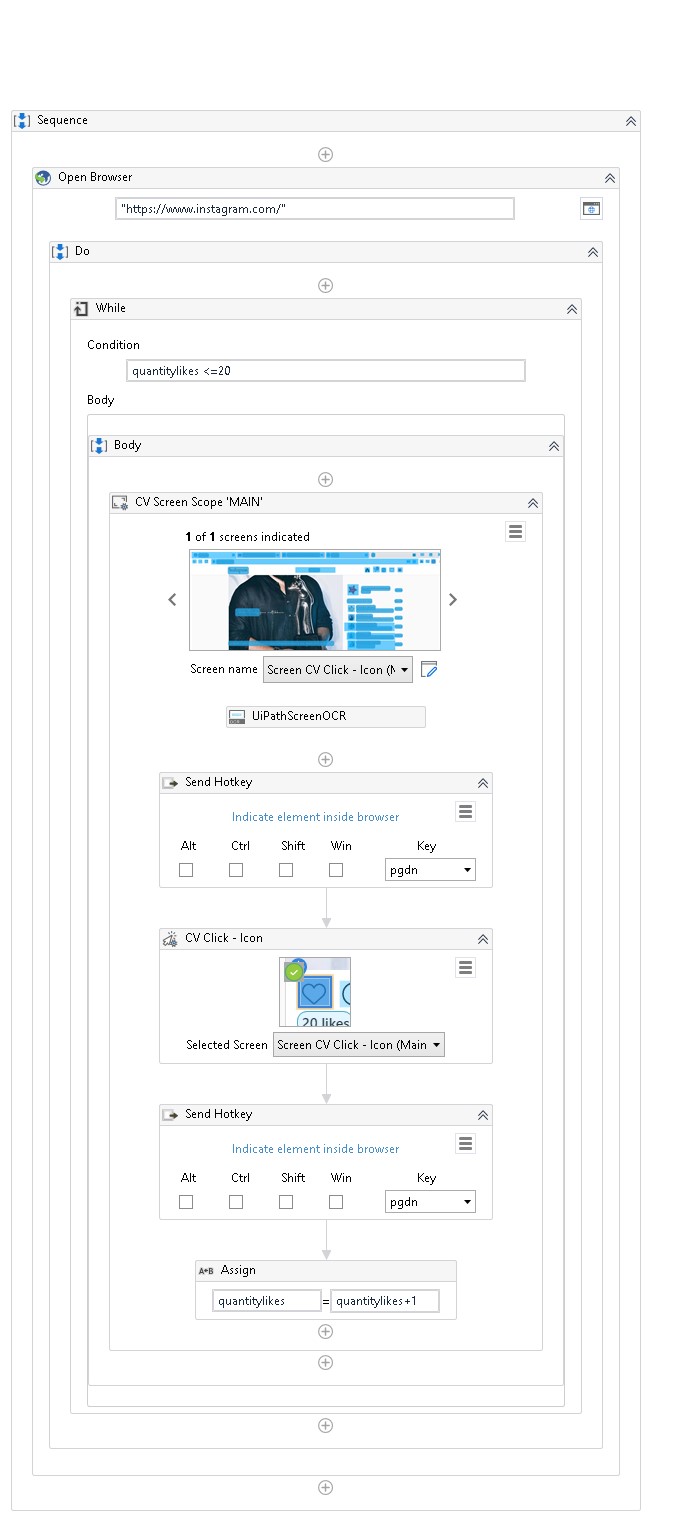 Sequence
Open Browser
"https://www.instagram.com/"
Do
While
Condition
quantitylikes <=20
Body
Body
CV Screen Scope 'MAIN'
1 of 1 screens indicated
Screen name Screen CV Click - Icon (M
UiPathScreenOCR
Send Hotkey
Indicate element inside browser
Alt Ctrl Shift Win Key
pgdn
CV Click - Icon
20 likes
Selected Screen Screen CV Click - Icon (Main
Send Hotkey
Indicate element inside browser
Alt Ctrl Shift Win Key
pgdn
A+B Assign
quantitylikes = quantitylikes+1